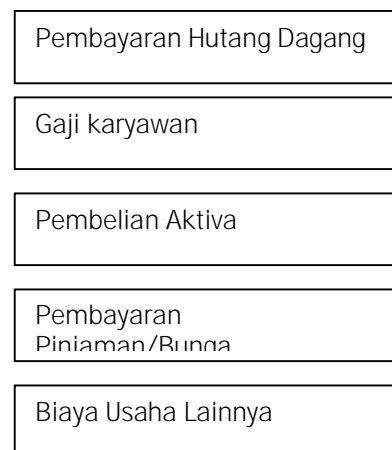 Pembayaran Hutang Dagang
Gaji karyawan
Pembelian Aktiva
Pembayaran
Pinjaman/Bunga
Biaya Usaha Lainnya